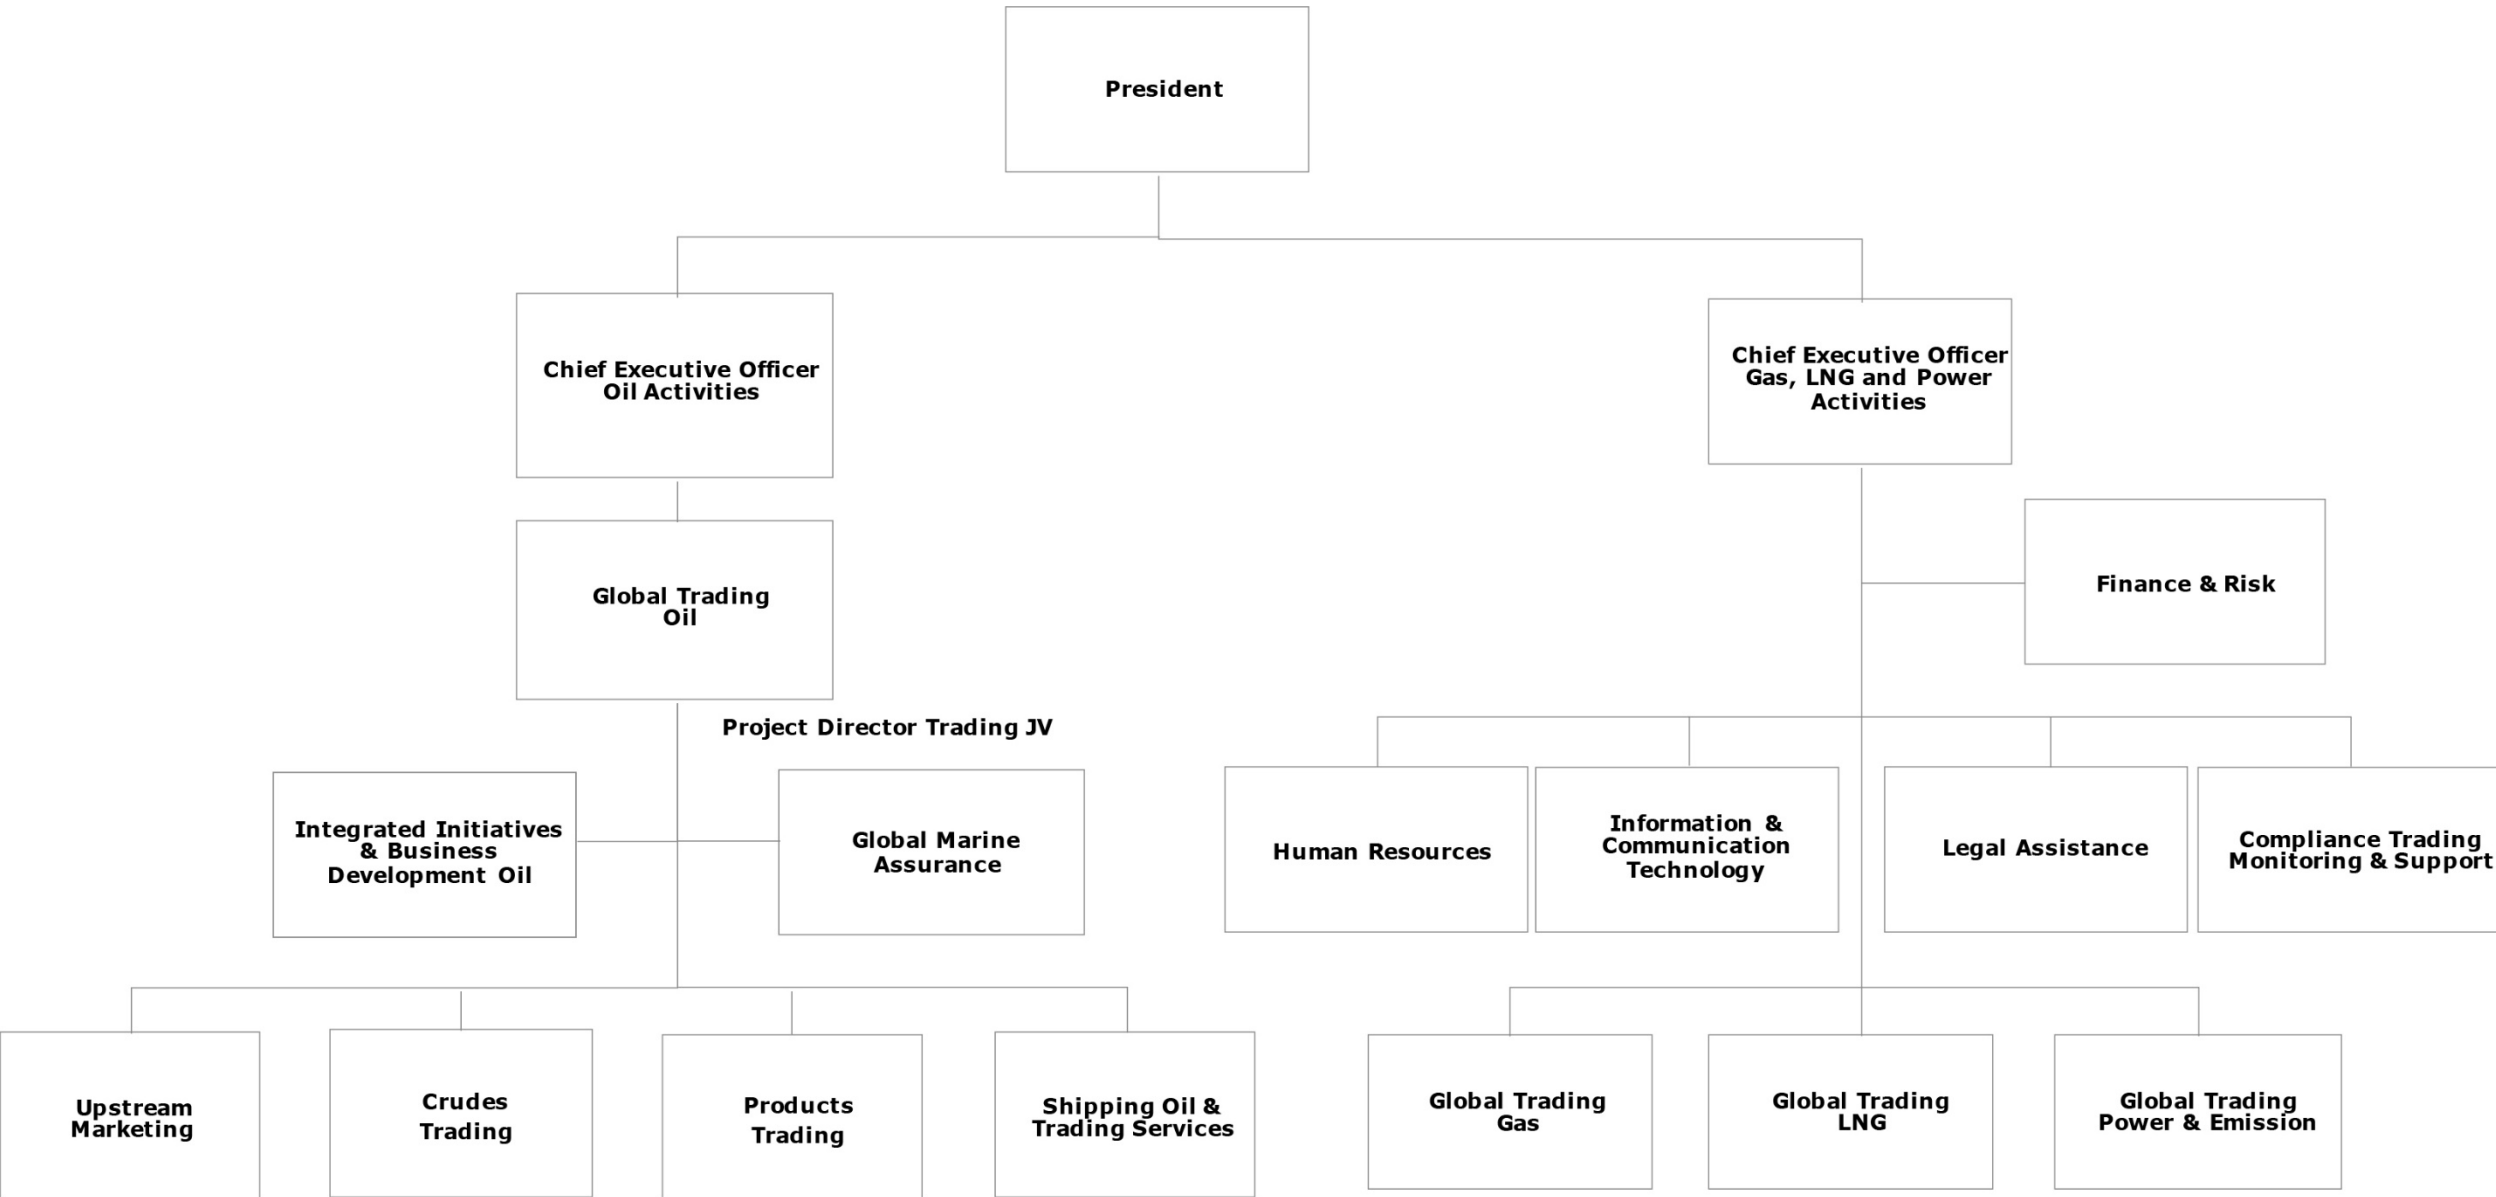 President
Chief Executive Officer
Oil Activities
Chief Executive Officer
Gas, LNG and Power
Activities
Global Trading
Oil
Finance & Risk
Project Director Trading JV
Integrated Initiatives
& Business
Development Oil
Global Marine
Assurance
Human Resources
Information &
Communication
Technology
Legal Assistance
Compliance Trading
Monitoring & Support
Upstream
Marketing
Crudes
Trading
Products
Trading
Shipping Oil &
Trading Services
Global Trading
Gas
Global Trading
LNG
Global Trading
Power & Emission